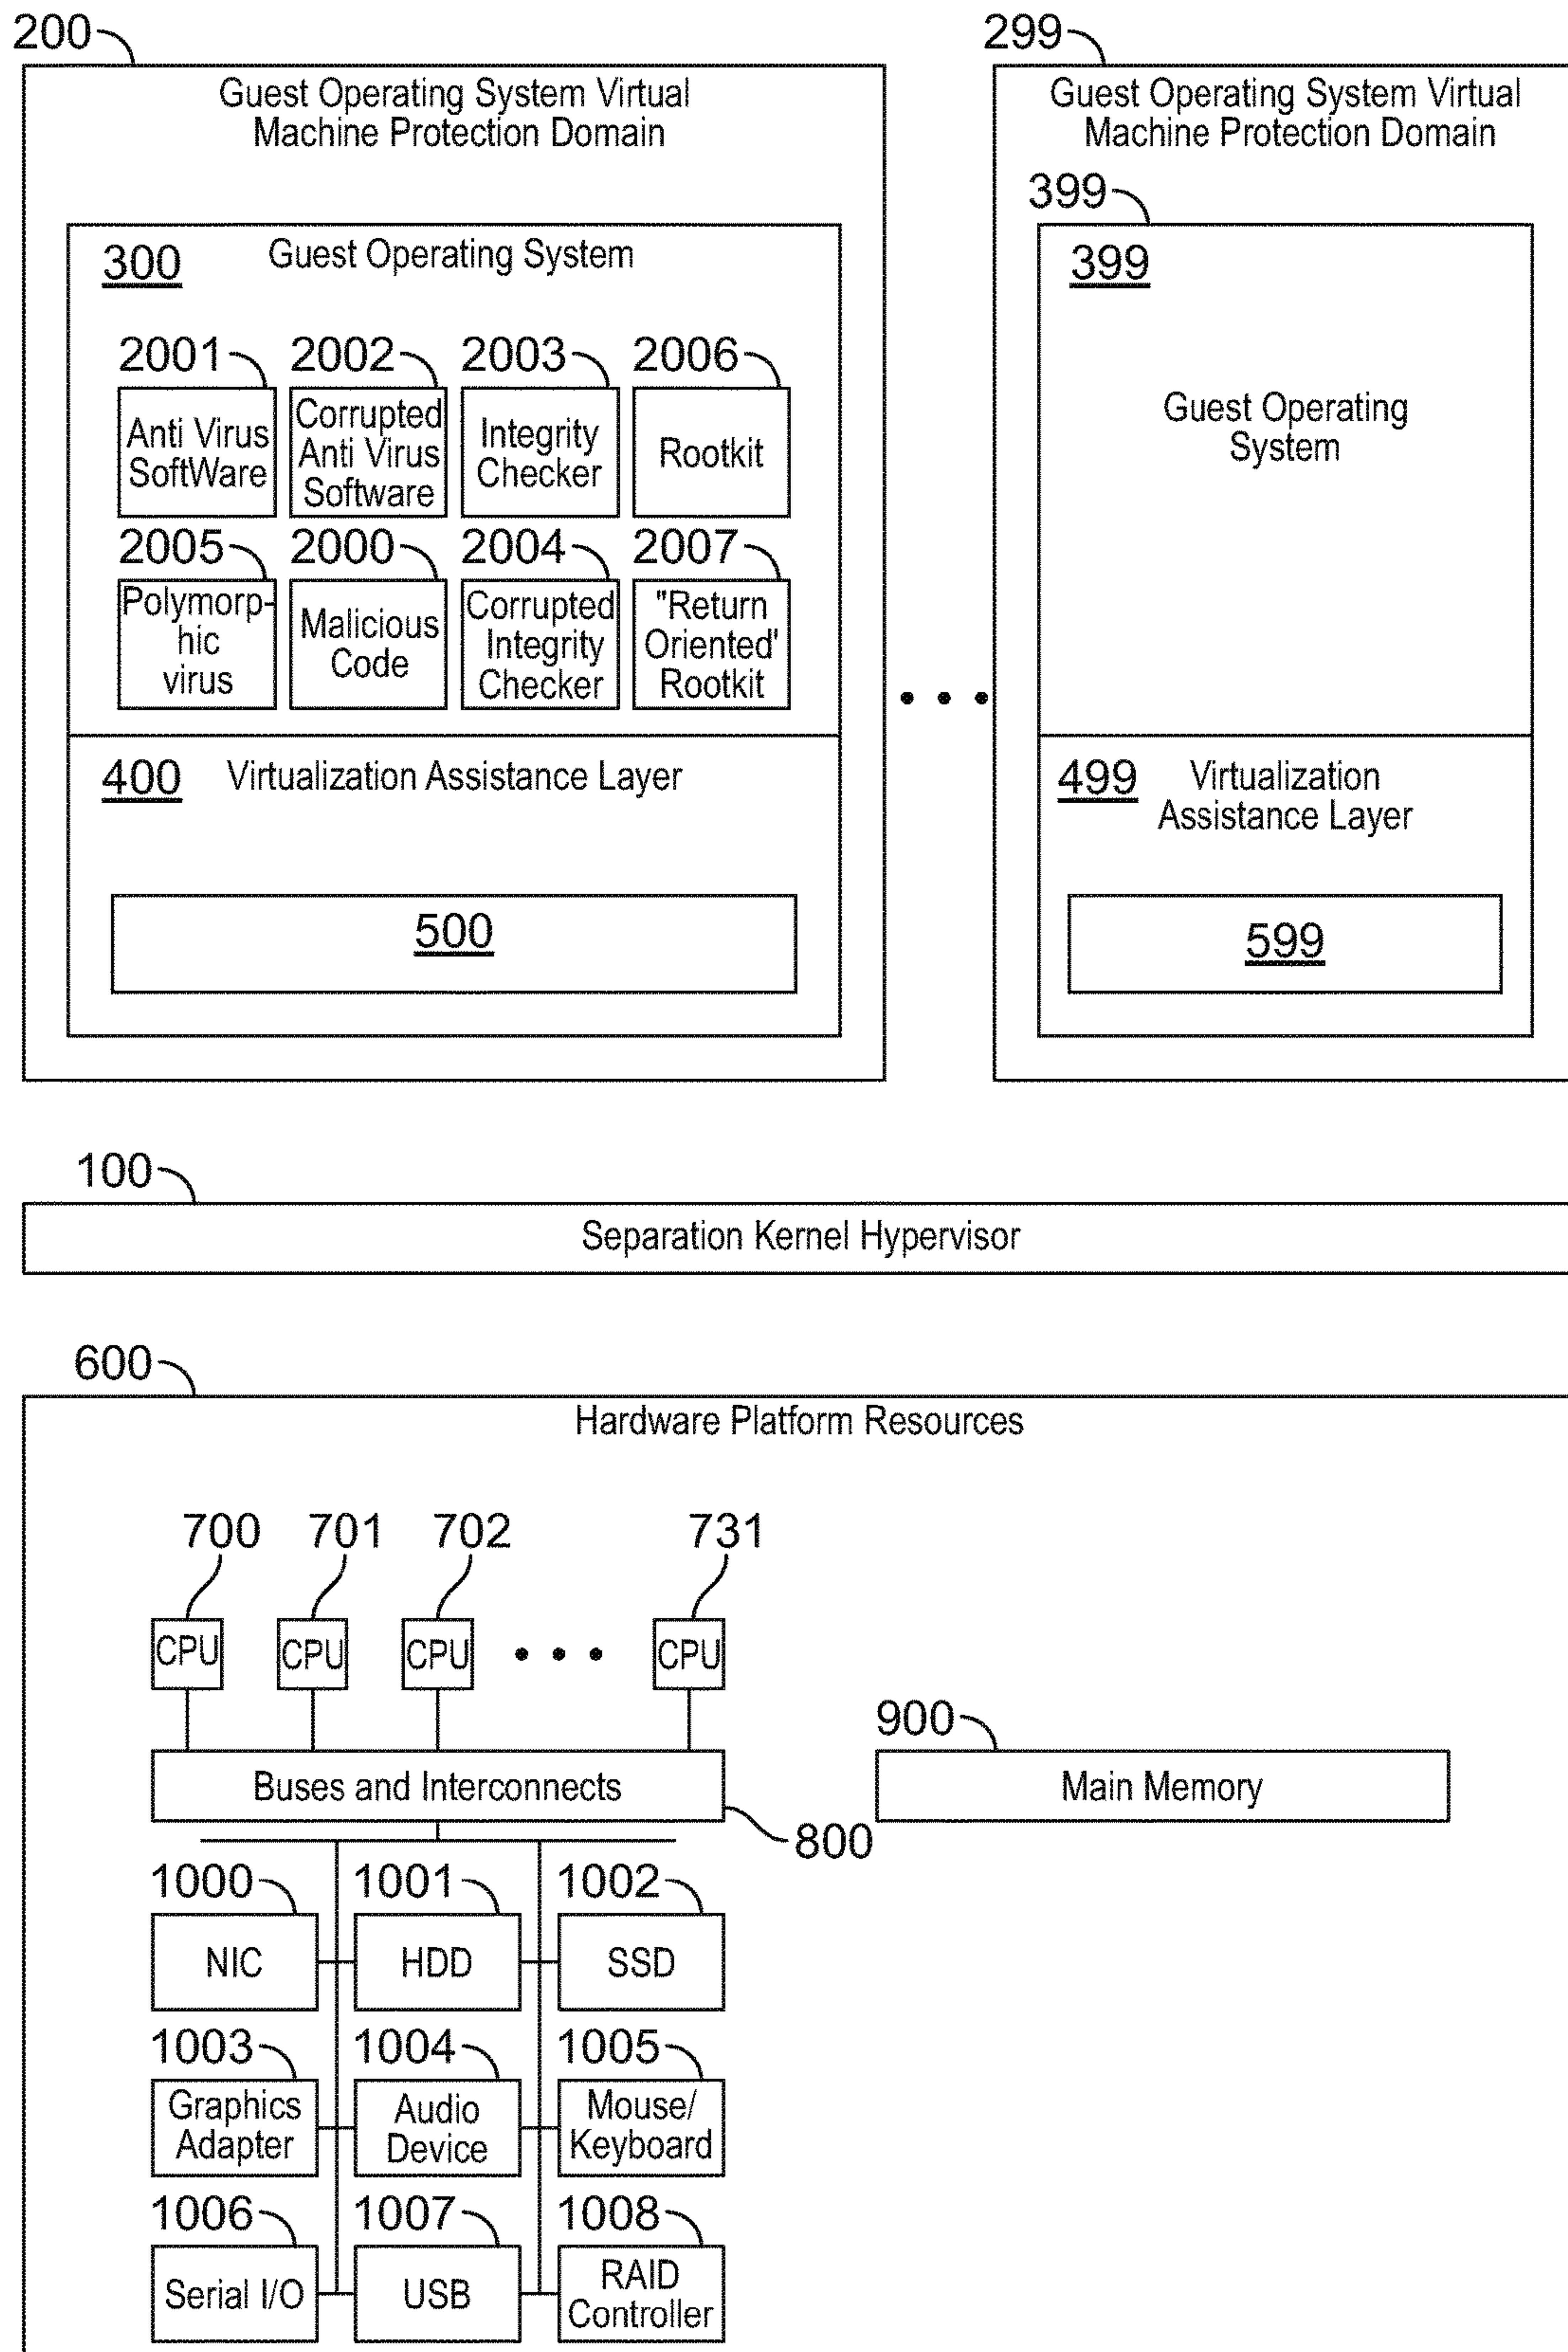 200
Guest Operating System Virtual
Machine Protection Domain
300
Guest Operating System
2001
2002
2003
2006
Anti Virus
SoftWare
Corrupted
Anti Virus
Software
Integrity
Checker
Rootkit
2005
2000
2004
2007
Polymorp-
hic
virus
Malicious
Code
Corrupted
Integrity
Checker
"Return
Oriented'
Rootkit
400
Virtualization Assistance Layer
500
299
Guest Operating System Virtual
Machine Protection Domain
399
399
Guest Operating
System
499
Virtualization
Assistance Layer
599
100
Separation Kernel Hypervisor
600
Hardware Platform Resources
700
701
702
731
CPU
CPU
CPU
CPU
900
Buses and Interconnects
Main Memory
800
1000
1001
1002
NIC
HDD
SSD
1003
1004
1005
Graphics
Adapter
Audio
Device
Mouse/
Keyboard
1006
1007
1008
Serial I/O
USB
RAID
Controller